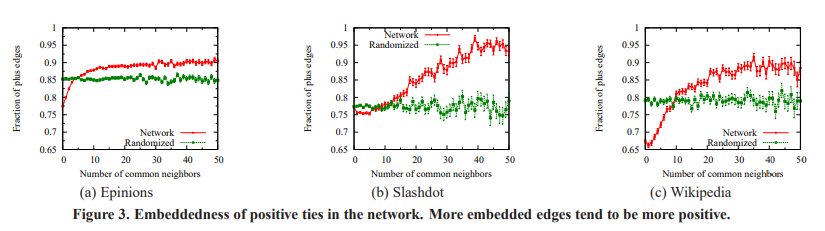 1
0.95
0.9
0.85
0.8
0.75
0.7
0.65
0 10 20 30 40 50
Fraction of plus edges
Number of common neighbors
Network
Randomized
(a) Epinions
1
0.95
0.9
0.85
0.8
0.75
0.7
0.65
0 10 20 30 40 50
Fraction of plus edges
Number of common neighbors
Network
Randomized
(b) Slashdot
1
0.95
0.9
0.85
0.8
0.75
0.7
0.65
0 10 20 30 40 50
Fraction of plus edges
Number of common neighbors
Network
Randomized
(c) Wikipedia
Figure 3. Embeddedness of positive ties in the network. More embedded edges tend to be more positive.